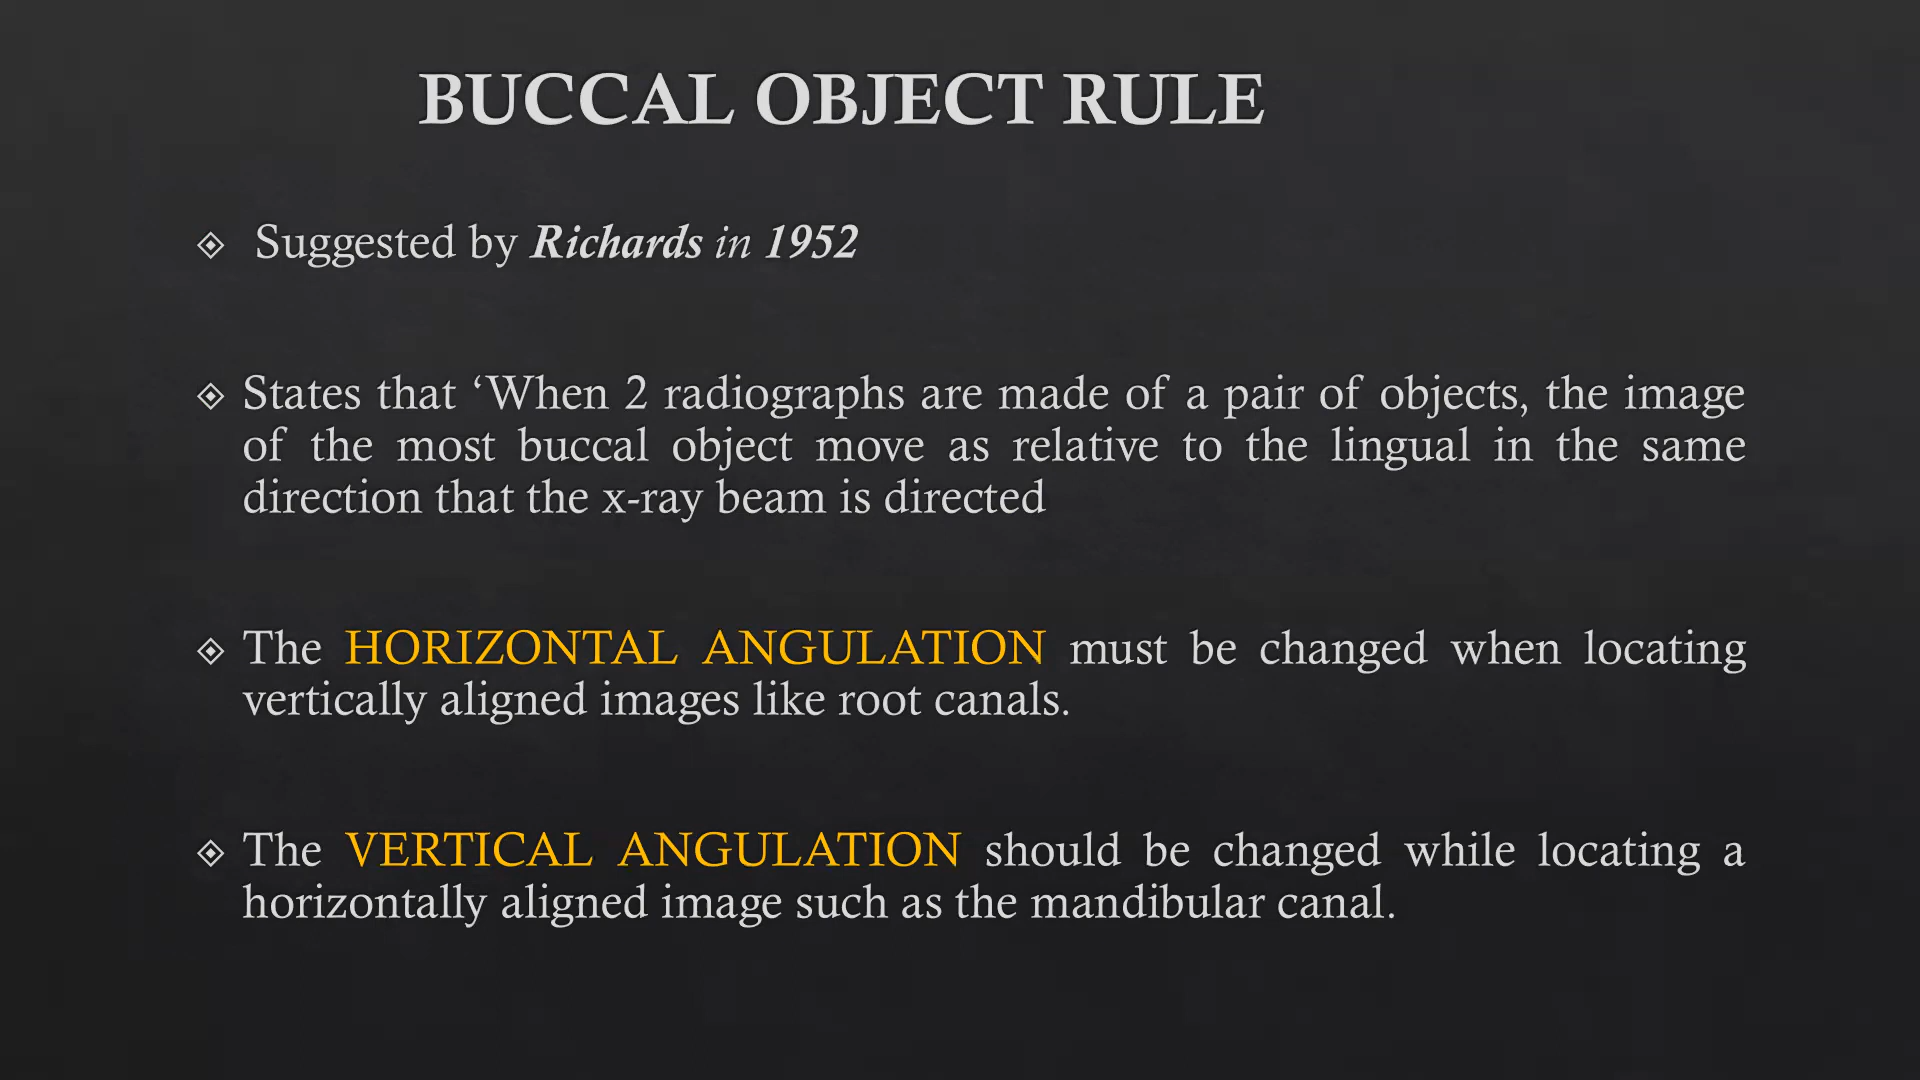 BUCCAL OBJECT RULE
Suggested by Richards in 1952
States that ‘When 2 radiographs are made of a pair of objects, the image
of the most buccal object move as relative to the lingual in the same
direction that the x-ray beam is directed
The HORIZONTAL ANGULATION must be changed when locating
vertically aligned images like root canals.
The VERTICAL ANGULATION should be changed while locating a
horizontally aligned image such as the mandibular canal.